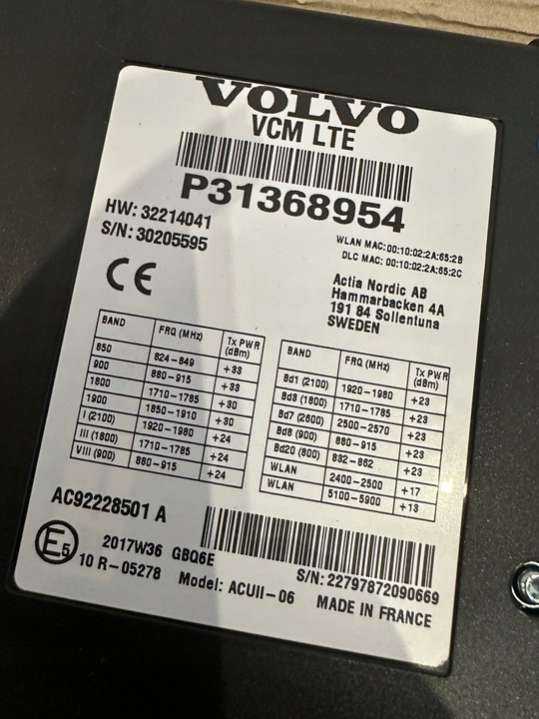 VOLVO
VCM LTE
P31368954
HW: 32214041
S/N: 30205595
WLAN MAC: 00:10:02:2A:65:2B
DLC MAC: 00:10:02:2A:65:2C
CE
Actia Nordic AB
Hammarbacken 4A
191 84 Sollentuna
SWEDEN
BAND FRQ (MHz) Tx PWR (dBm)
850 824-849 +33
900 880-915 +33
1800 1710-1785 +30
1900 1850-1910 +30
I (2100) 1920-1980 +24
III (1800) 1710-1785 +24
VIII (900) 880-915 +24
BAND FRQ (MHz) Tx PWR (dBm)
Bd1 (2100) 1920-1980 +23
Bd3 (1800) 1710-1785 +23
Bd7 (2600) 2500-2570 +23
Bd8 (900) 880-915 +23
Bd20 (800) 832-862 +23
WLAN 2400-2500 +17
WLAN 5100-5900 +13
AC92228501 A
E5
2017W36 GBQ6E
10 R-05278 Model: ACUII-06
S/N: 22797872090669
MADE IN FRANCE